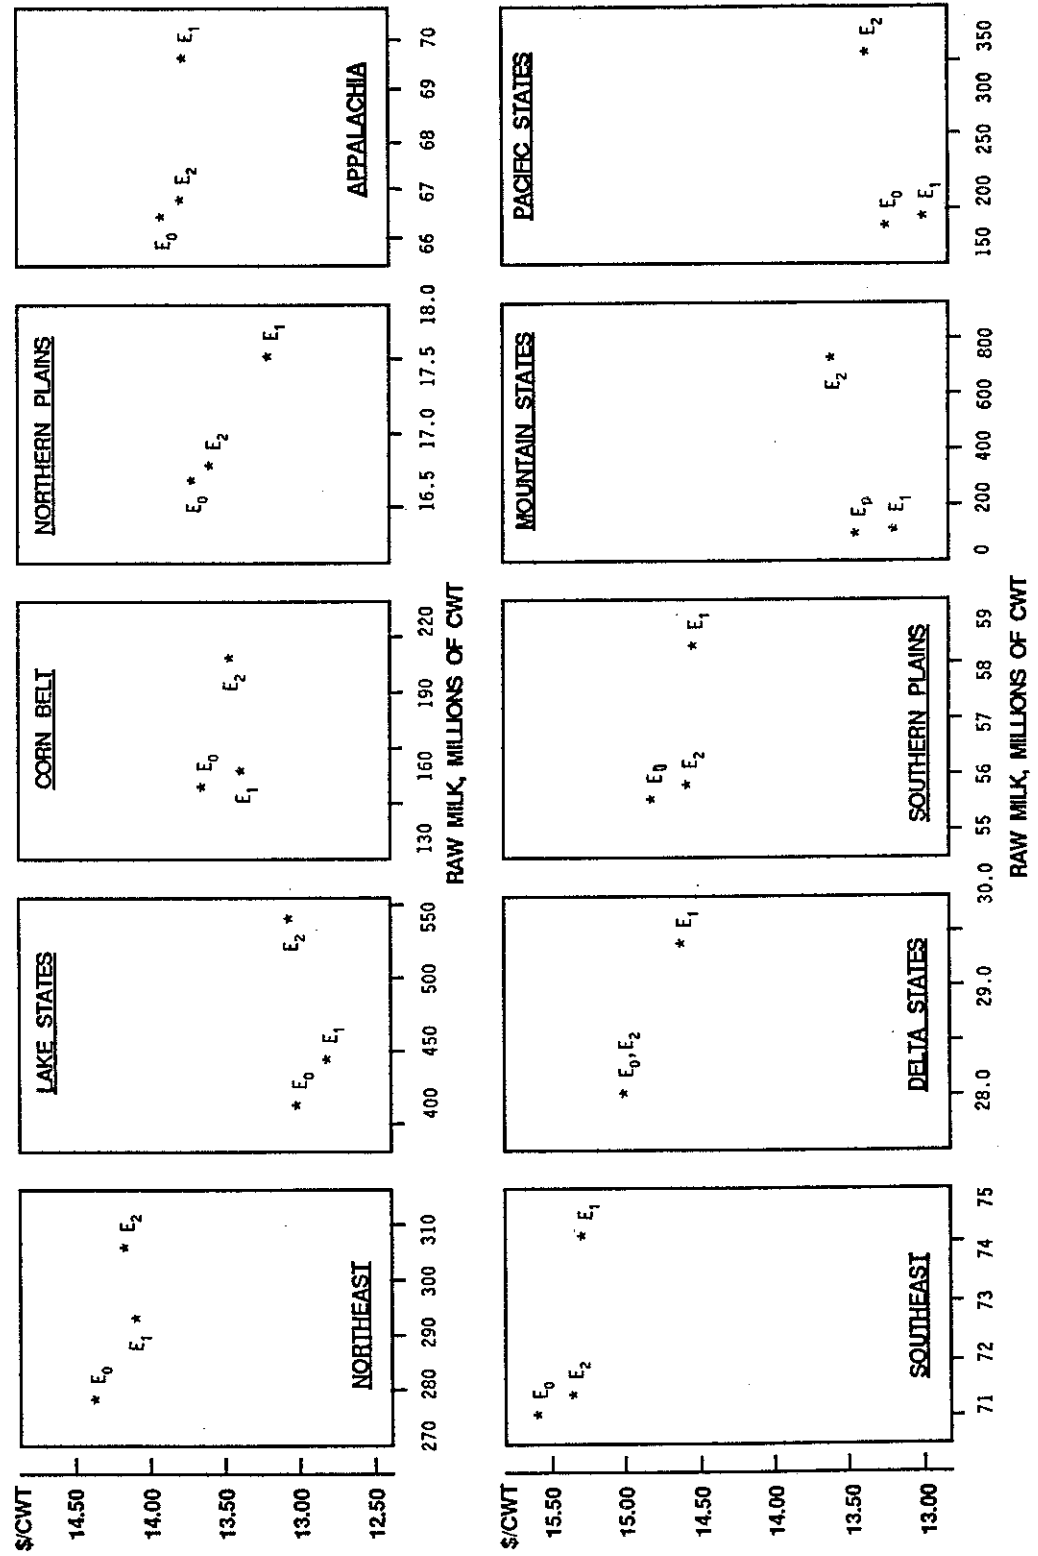 $/CWT
14.50
14.00
13.50
13.00
12.50
NORTHEAST
E0
E1
E2
270 280 290 300 310
LAKE STATES
E0
E1
E2
400 450 500 550
CORN BELT
E0
E1
E2
130 160 190 220
NORTHERN PLAINS
E0
E2
E1
16.5 17.0 17.5 18.0
APPALACHIA
E0
E2
E1
66 67 68 69 70
RAW MILK, MILLIONS OF CWT
$/CWT
15.50
15.00
14.50
14.00
13.50
13.00
SOUTHEAST
E0
E2
E1
71 72 73 74 75
DELTA STATES
E0, E2
E1
28.0 29.0 30.0
SOUTHERN PLAINS
E0
E2
E1
55 56 57 58 59
MOUNTAIN STATES
E0
E1
E2
0 200 400 600 800
PACIFIC STATES
E0
E1
E2
150 200 250 300 350
RAW MILK, MILLIONS OF CWT